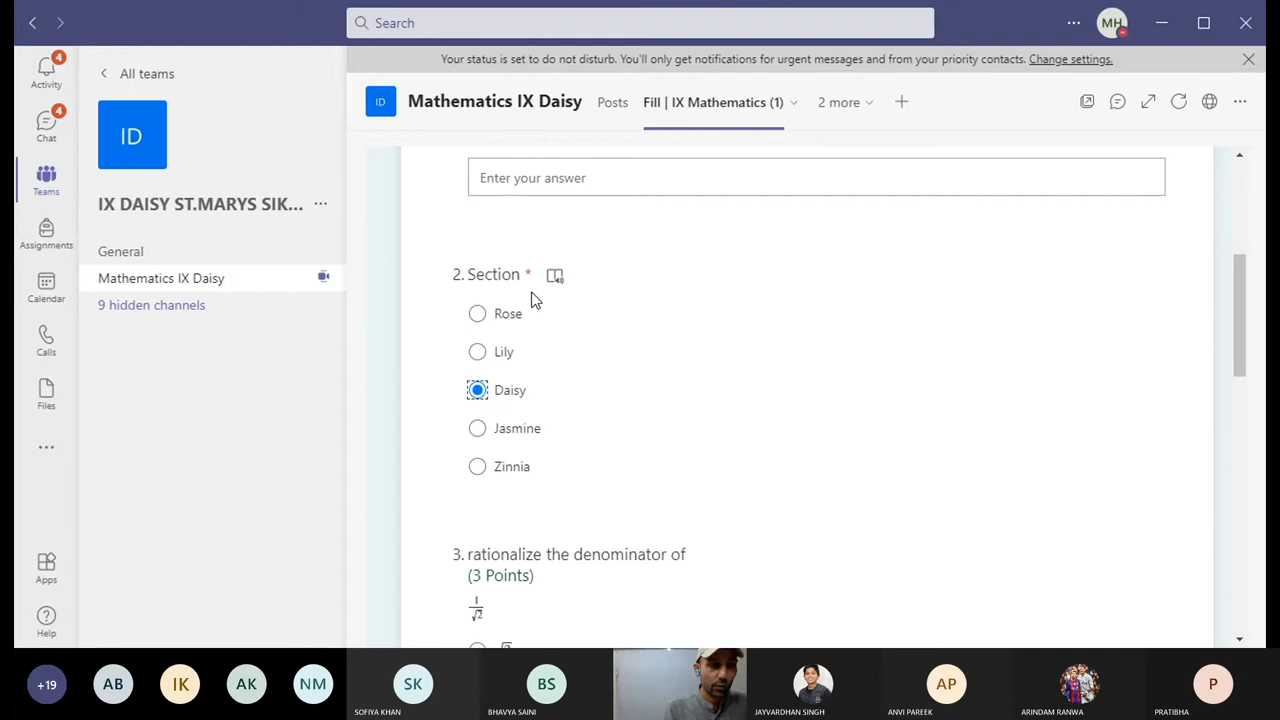 Search
MH
4
Activity
All teams
Your status is set to do not disturb. You'll only get notifications for urgent messages and from your priority contacts. Change settings.
ID
ID
Mathematics IX Daisy
Posts
Fill | IX Mathematics (1)
2 more
4
Chat
Teams
IX DAISY ST.MARYS SIK...
Assignments
General
Mathematics IX Daisy
9 hidden channels
Calendar
Calls
Files
Apps
Help
Enter your answer
2. Section *
Rose
Lily
Daisy
Jasmine
Zinnia
3. rationalize the denominator of
(3 Points)
1
√2
+19
AB
IK
AK
NM
SK
SOFIYA KHAN
BS
BHAVYA SAINI
JAYVARDHAN SINGH
AP
ANVI PAREEK
ARINDAM RANWA
P
PRATIBHA